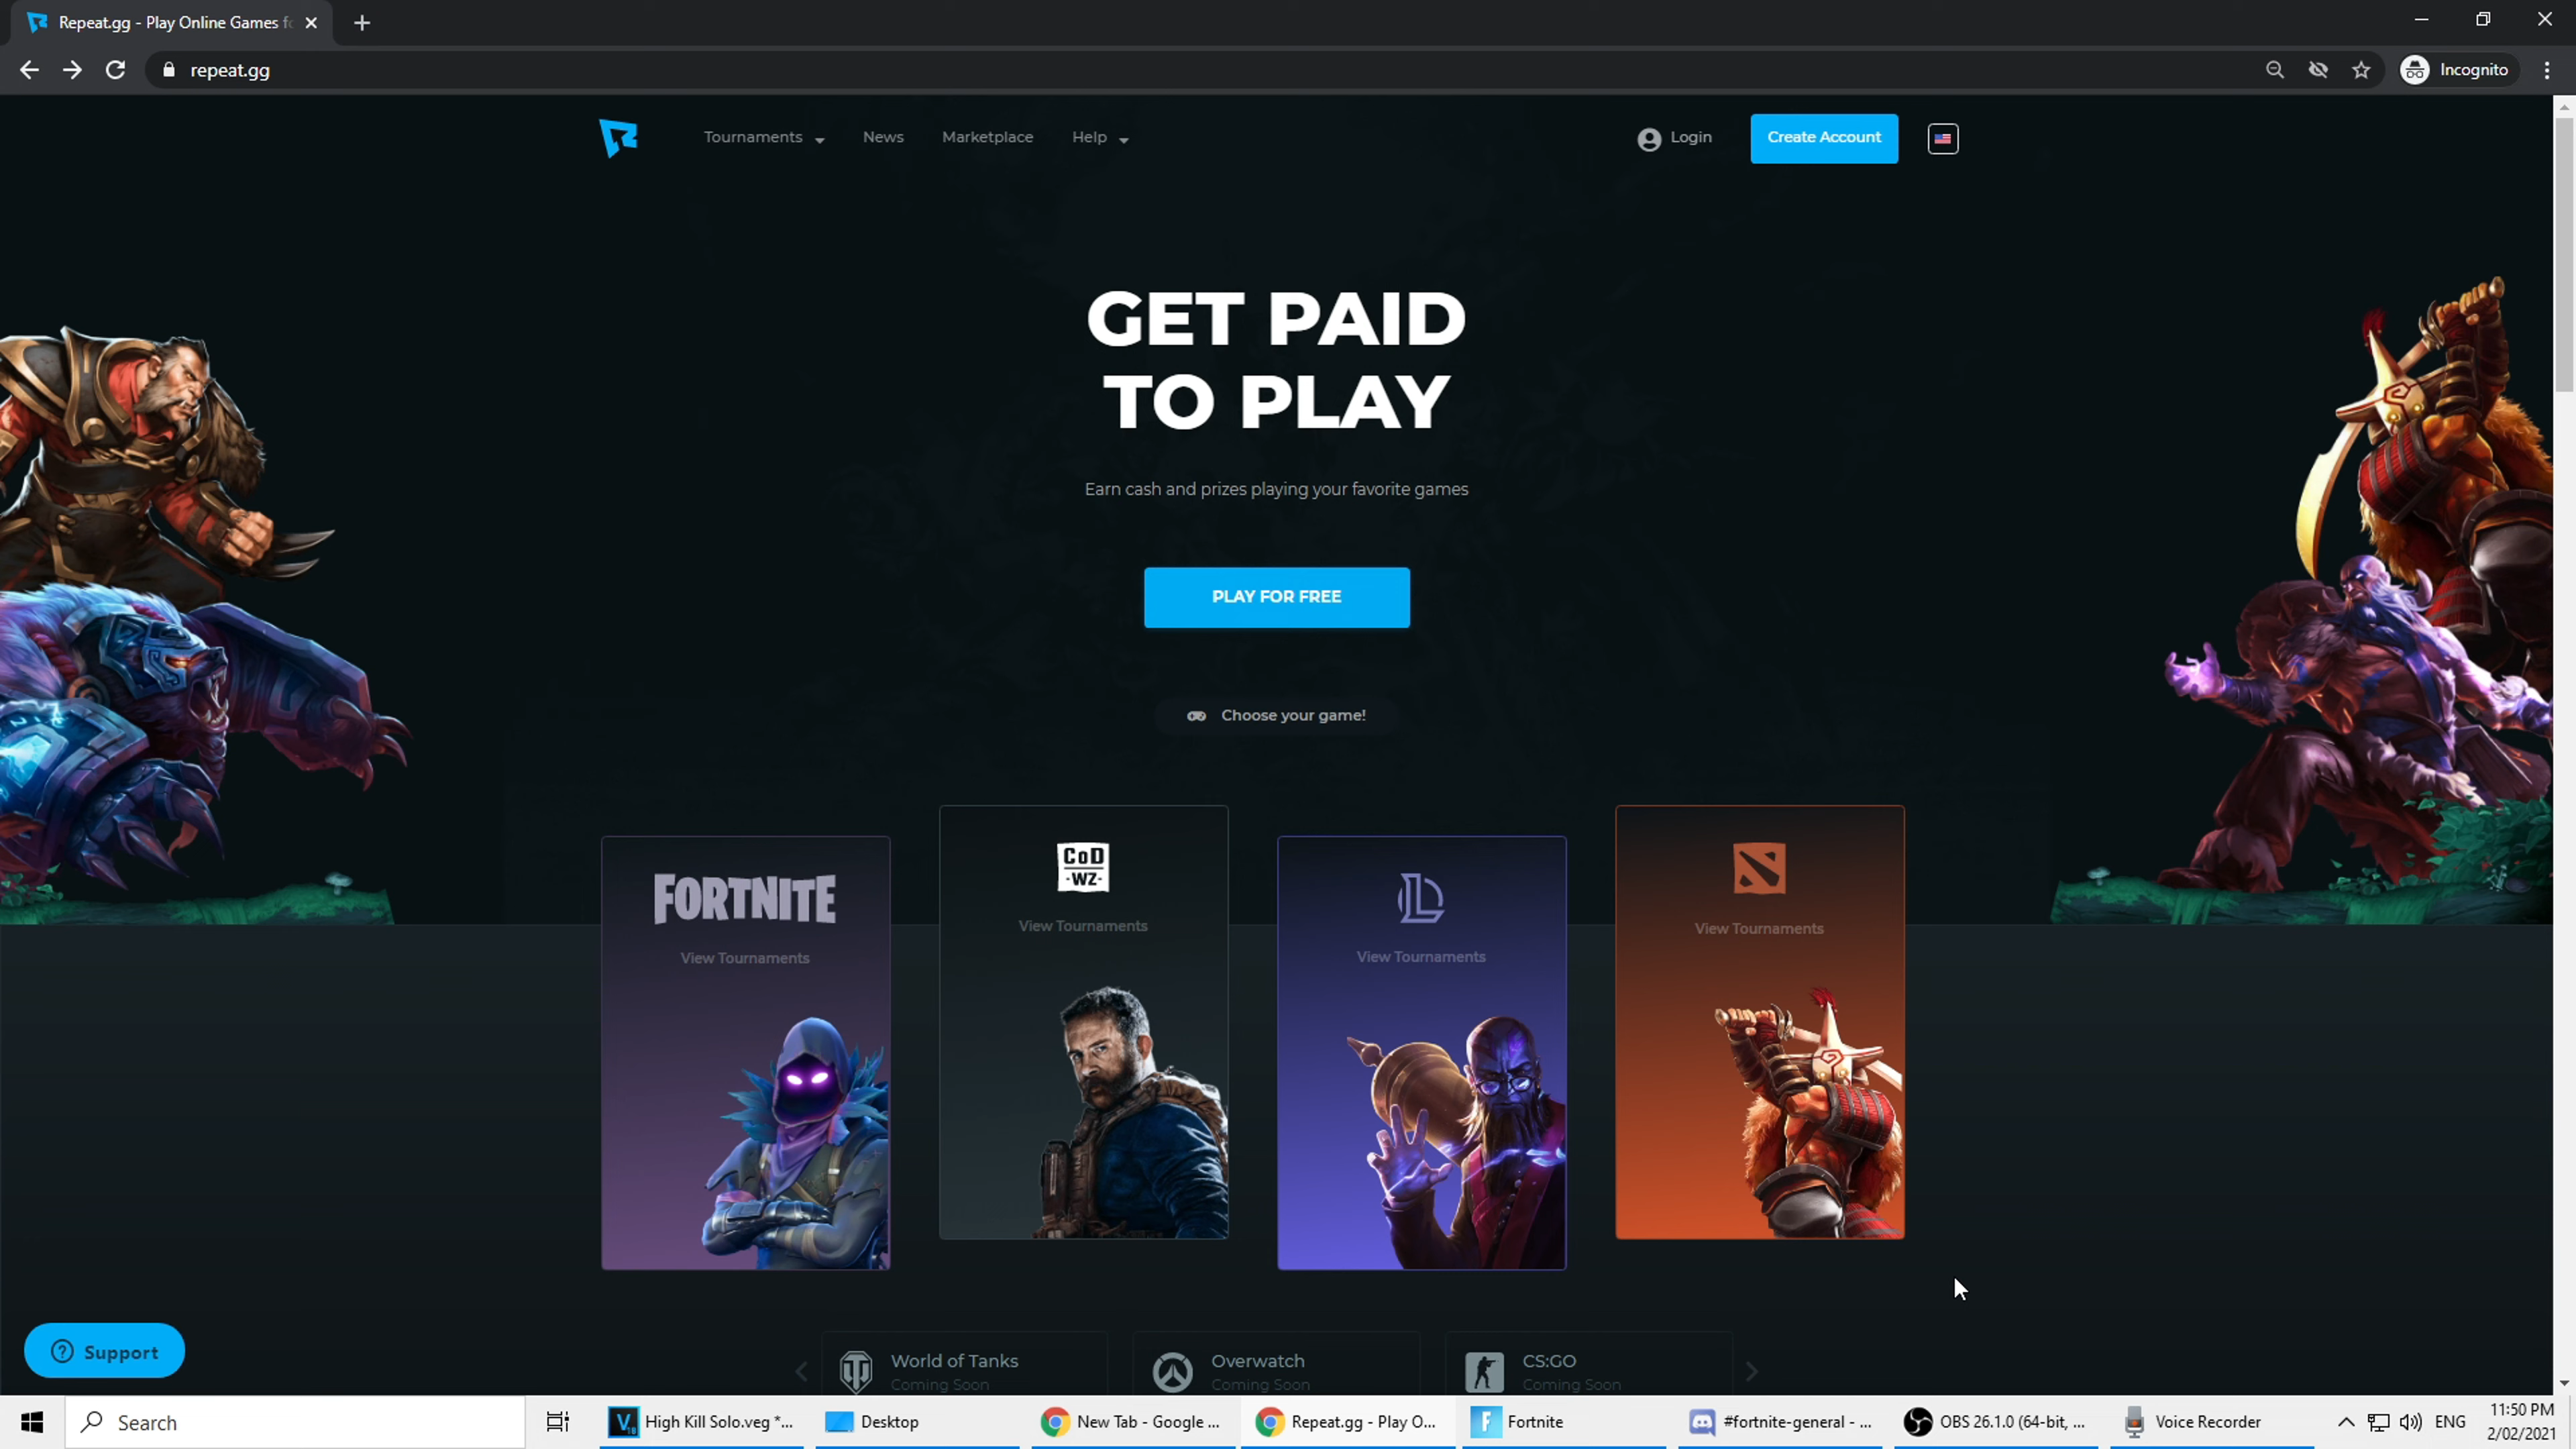 Repeat.gg - Play Online Games f
repeat.gg
Incognito
Tournaments
News
Marketplace
Help
Login
Create Account
GET PAID
TO PLAY
Earn cash and prizes playing your favorite games
PLAY FOR FREE
Choose your game!
FORTNITE
View Tournaments
CoD
-WZ-
View Tournaments
View Tournaments
View Tournaments
Support
World of Tanks
Coming Soon
Overwatch
Coming Soon
CS:GO
Coming Soon
Search
High Kill Solo.veg *...
Desktop
New Tab - Google ...
Repeat.gg - Play O...
Fortnite
#fortnite-general - ...
OBS 26.1.0 (64-bit, ...
Voice Recorder
ENG
11:50 PM
2/02/2021